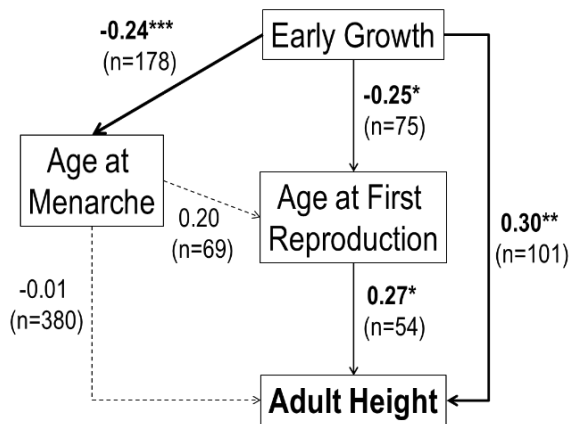 -0.24***
(n=178)
Early Growth
-0.25*
(n=75)
Age at
Menarche
Age at First
Reproduction
0.20
(n=69)
0.30**
(n=101)
-0.01
(n=380)
0.27*
(n=54)
Adult Height